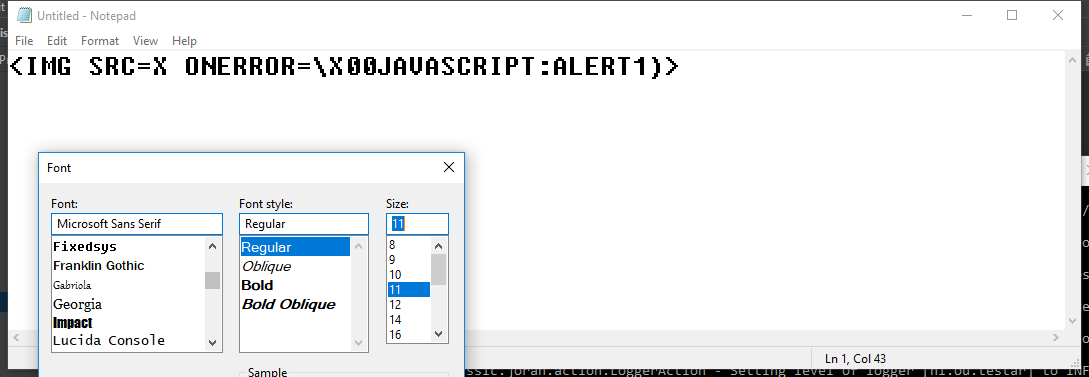 Untitled - Notepad
File Edit Format View Help
<IMG SRC=X ONERROR=\X00JAVASCRIPT:ALERT1)>
Font
Font: Font style: Size:
Microsoft Sans Serif Regular 11
Fixedsys Regular 8
Franklin Gothic Oblique 9
Gabriola Bold 10
Georgia Bold Oblique 11
Impact 12
Lucida Console 14
16
Ln 1, Col 43
Sample
ssic.joran.action.LoggerAction - Setting level of logger [nl.ou.testar] to INF